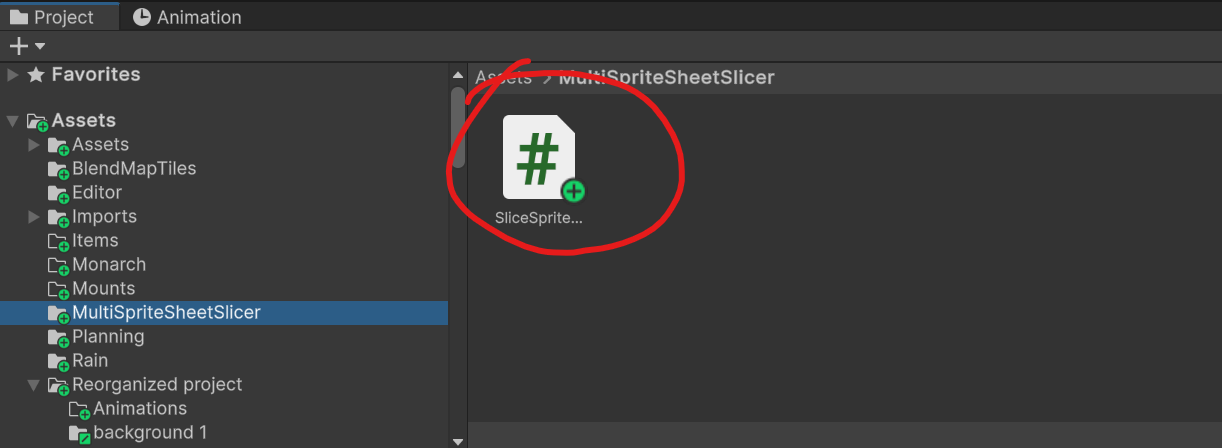 Project
Animation
Favorites
Assets
Assets
BlendMapTiles
Editor
Imports
Items
Monarch
Mounts
MultiSpriteSheetSlicer
Planning
Rain
Reorganized project
Animations
background 1
Assets > MultiSpriteSheetSlicer
#
SliceSprite...